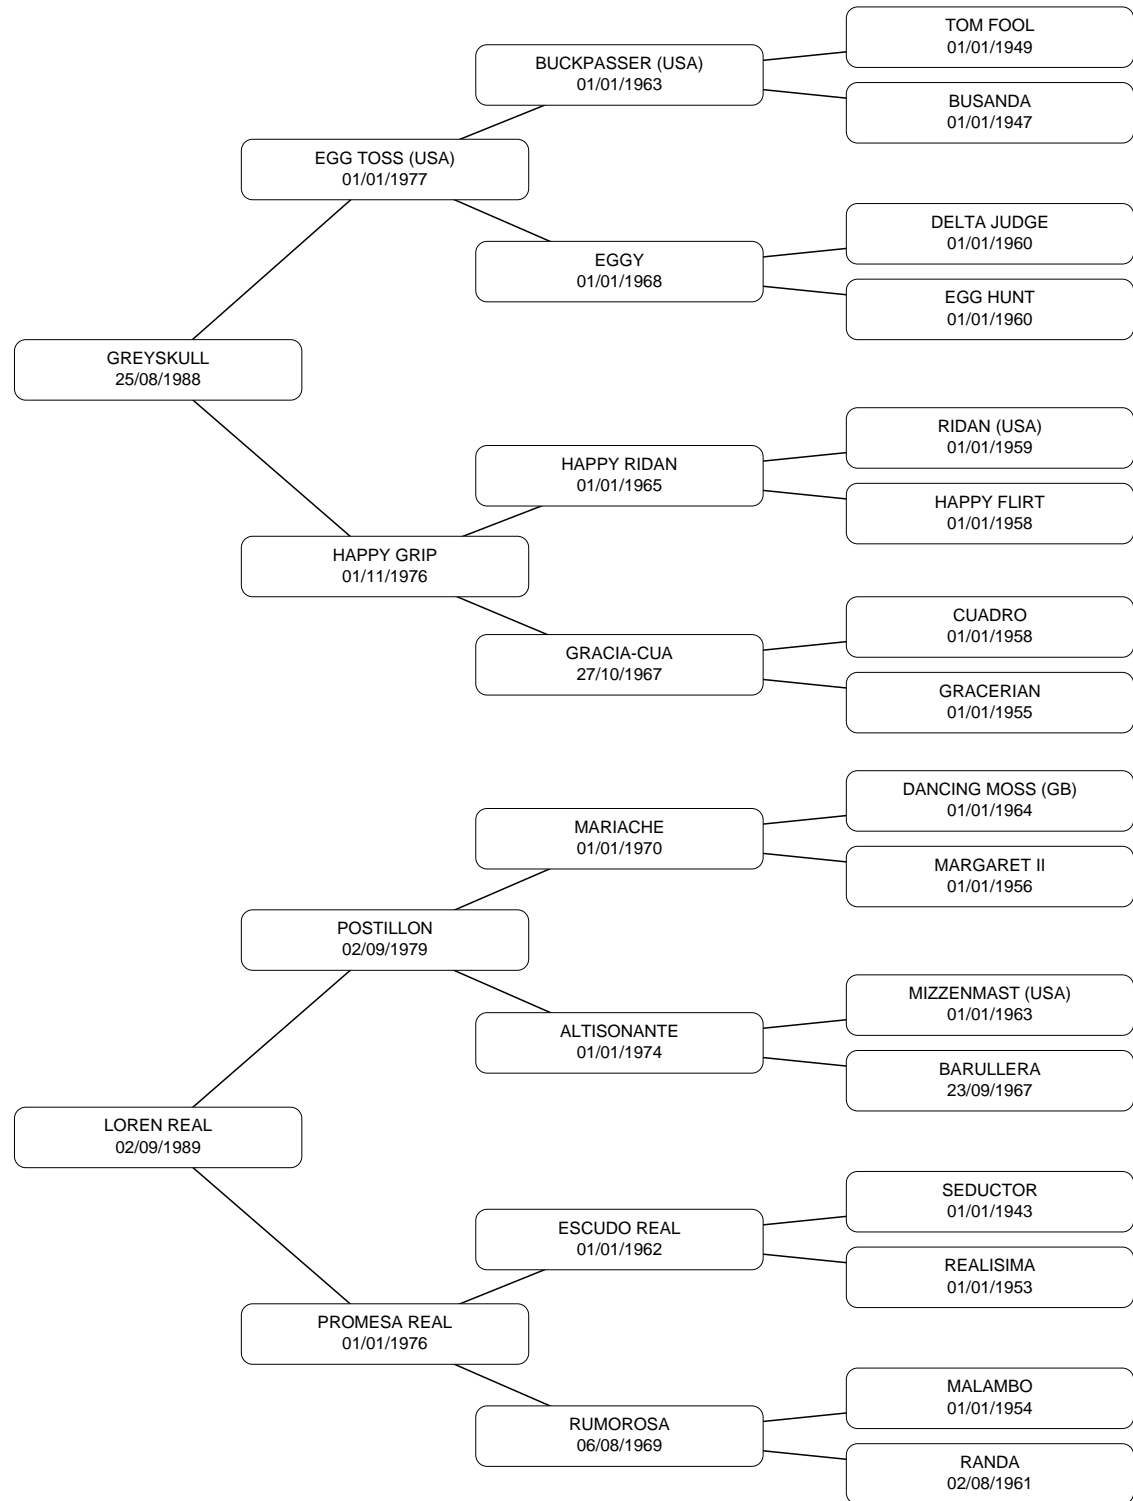 TOM FOOL
01/01/1949
BUCKPASSER (USA)
01/01/1963
BUSANDA
01/01/1947
EGG TOSS (USA)
01/01/1977
DELTA JUDGE
01/01/1960
EGGY
01/01/1968
EGG HUNT
01/01/1960
GREYSKULL
25/08/1988
RIDAN (USA)
01/01/1959
HAPPY RIDAN
01/01/1965
HAPPY FLIRT
01/01/1958
HAPPY GRIP
01/11/1976
CUADRO
01/01/1958
GRACIA-CUA
27/10/1967
GRACERIAN
01/01/1955
DANCING MOSS (GB)
01/01/1964
MARIACHE
01/01/1970
MARGARET II
01/01/1956
POSTILLON
02/09/1979
MIZZENMAST (USA)
01/01/1963
ALTISONANTE
01/01/1974
BARULLERA
23/09/1967
LOREN REAL
02/09/1989
SEDUCTOR
01/01/1943
ESCUDO REAL
01/01/1962
REALISIMA
01/01/1953
PROMESA REAL
01/01/1976
MALAMBO
01/01/1954
RUMOROSA
06/08/1969
RANDA
02/08/1961